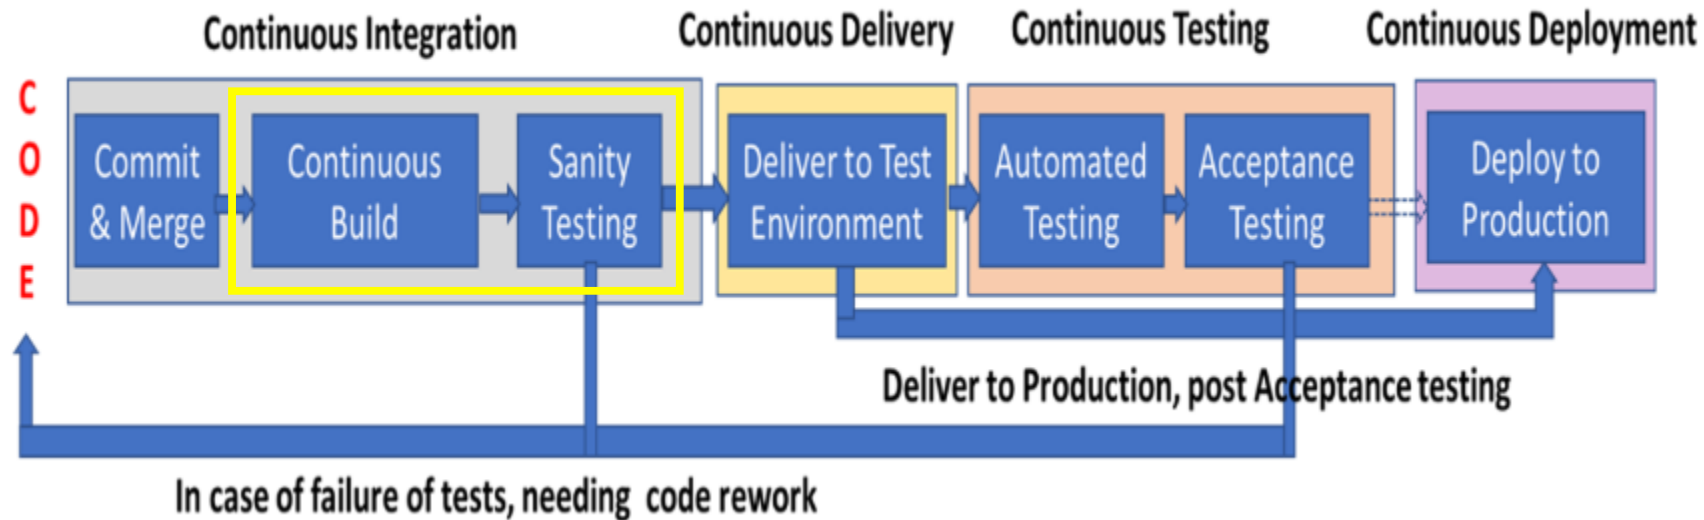 Continuous Integration
Continuous Delivery
Continuous Testing
Continuous Deployment
C
O
D
E
Commit
& Merge
Continuous
Build
Sanity
Testing
Deliver to Test
Environment
Automated
Testing
Acceptance
Testing
Deploy to
Production
Deliver to Production, post Acceptance testing
In case of failure of tests, needing code rework